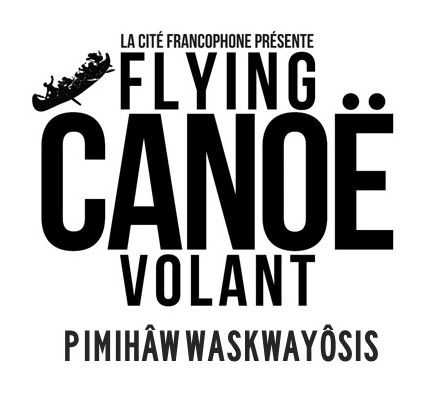 LA CITÉ FRANCOPHONE PRÉSENTE
FLYING
CANOË
VOLANT
PIMIHÂW WASKWAYÔSIS